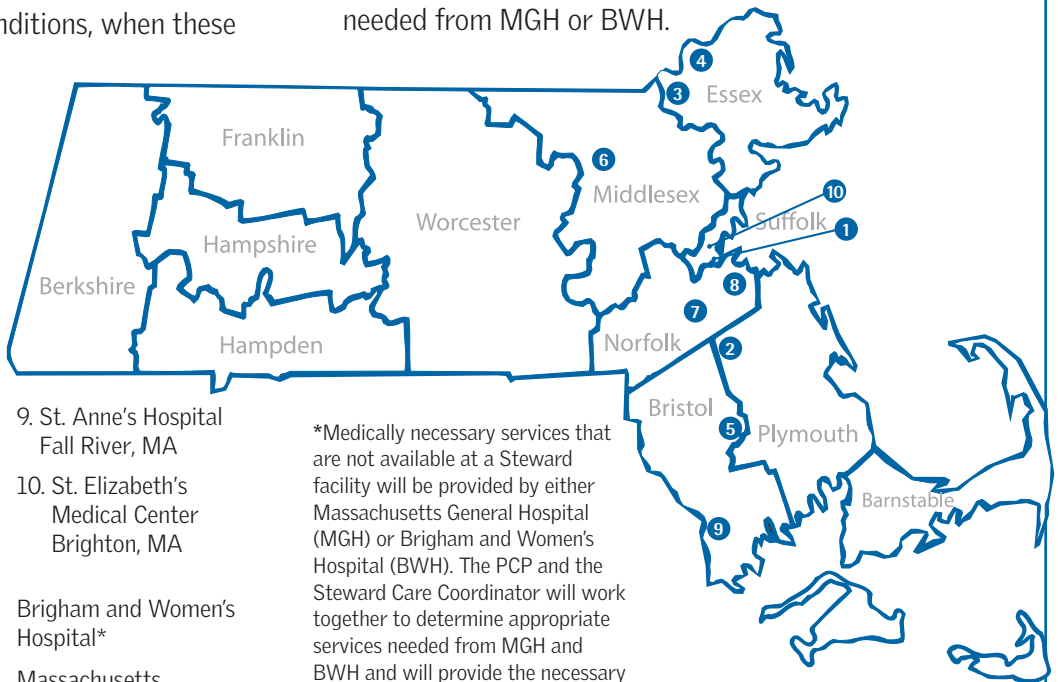 nditions, when these
needed from MGH or BWH.
4
3
Essex
Franklin
6
Middlesex
10
Worcester
Suffolk
1
Hampshire
Berkshire
8
7
Hampden
Norfolk
2
Bristol
5
Plymouth
Barnstable
9
9. St. Anne's Hospital
Fall River, MA
10. St. Elizabeth's
Medical Center
Brighton, MA
Brigham and Women's
Hospital*
Massachusetts
*Medically necessary services that
are not available at a Steward
facility will be provided by either
Massachusetts General Hospital
(MGH) or Brigham and Women's
Hospital (BWH). The PCP and the
Steward Care Coordinator will work
together to determine appropriate
services needed from MGH and
BWH and will provide the necessary